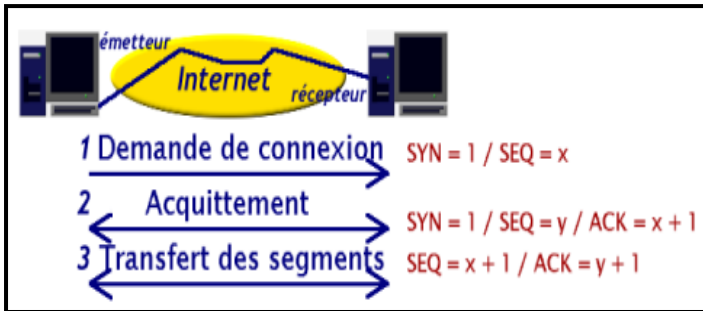 émetteur
Internet
récepteur
1 Demande de connexion SYN = 1 / SEQ = x
2 Acquittement SYN = 1 / SEQ = y / ACK = x + 1
3 Transfert des segments SEQ = x + 1 / ACK = y + 1